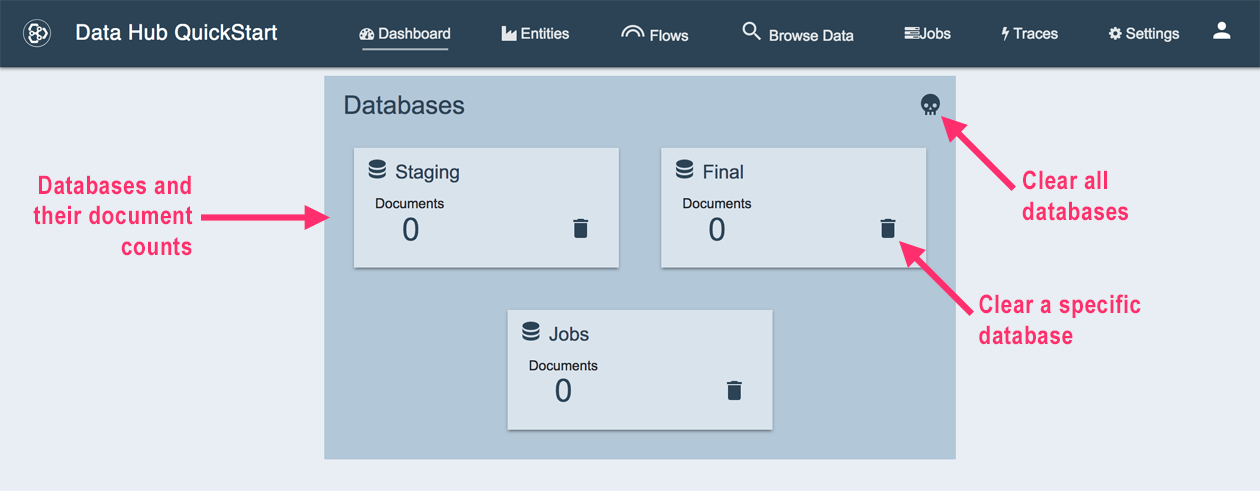 Data Hub QuickStart
Dashboard
Entities
Flows
Browse Data
Jobs
Traces
Settings
Databases
Staging
Documents
0
Final
Documents
0
Jobs
Documents
0
Databases and
their document
counts
Clear all
databases
Clear a specific
database